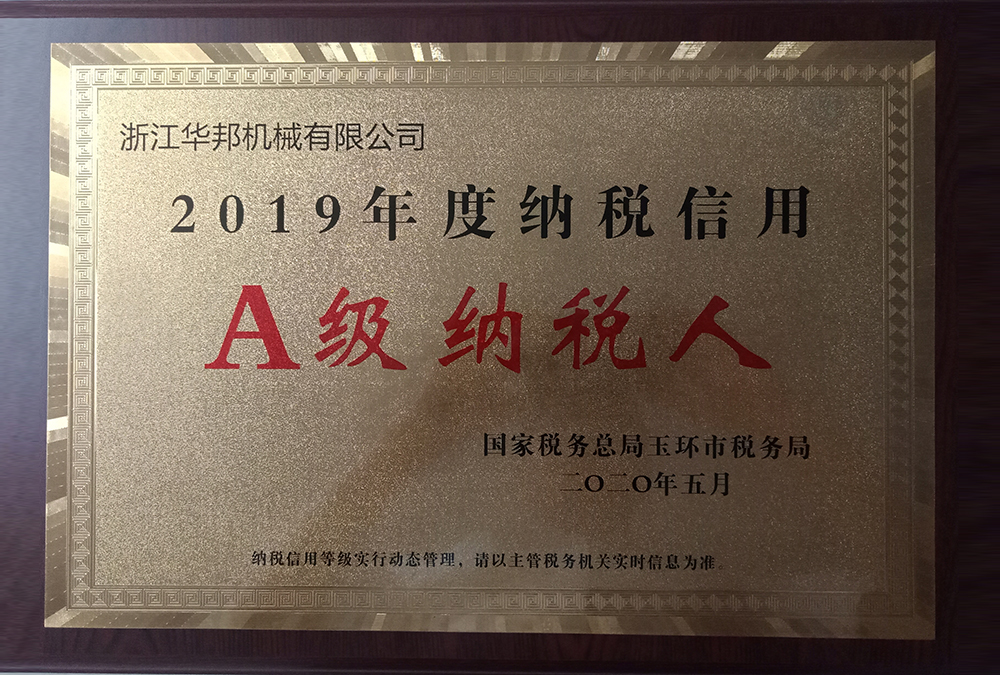 浙江华邦机械有限公司
2019年度纳税信用
A级纳税人
国家税务总局玉环市税务局
二〇二〇年五月
纳税信用等级实行动态管理，请以主管税务机关实时信息为准。